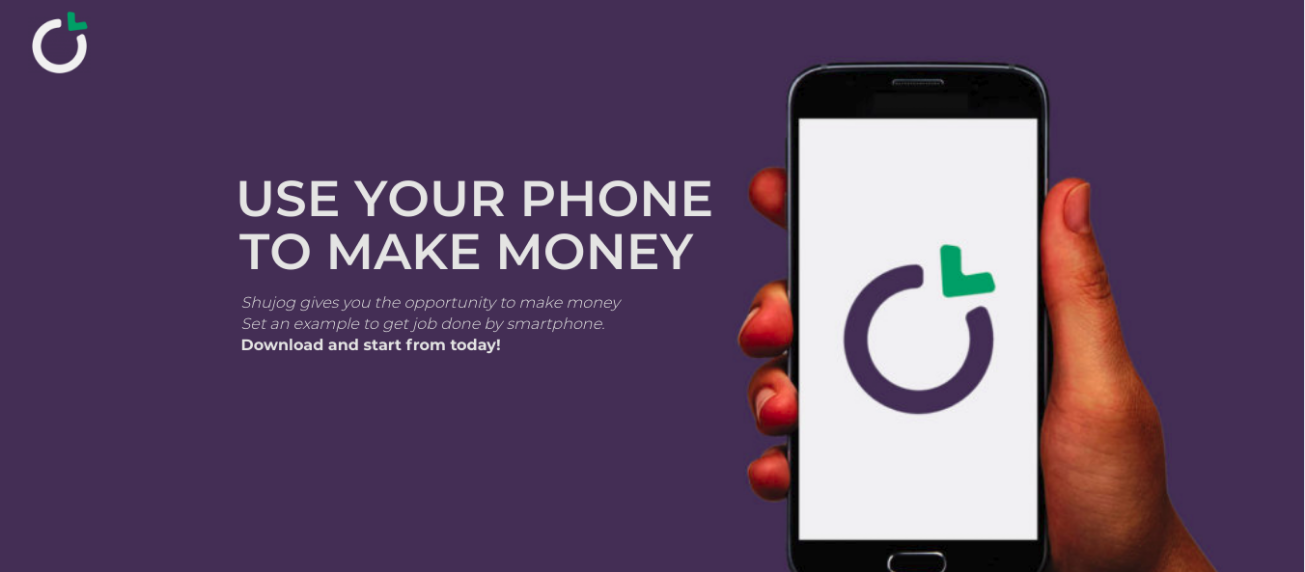 USE YOUR PHONE
TO MAKE MONEY
Shujog gives you the opportunity to make money
Set an example to get job done by smartphone.
Download and start from today!